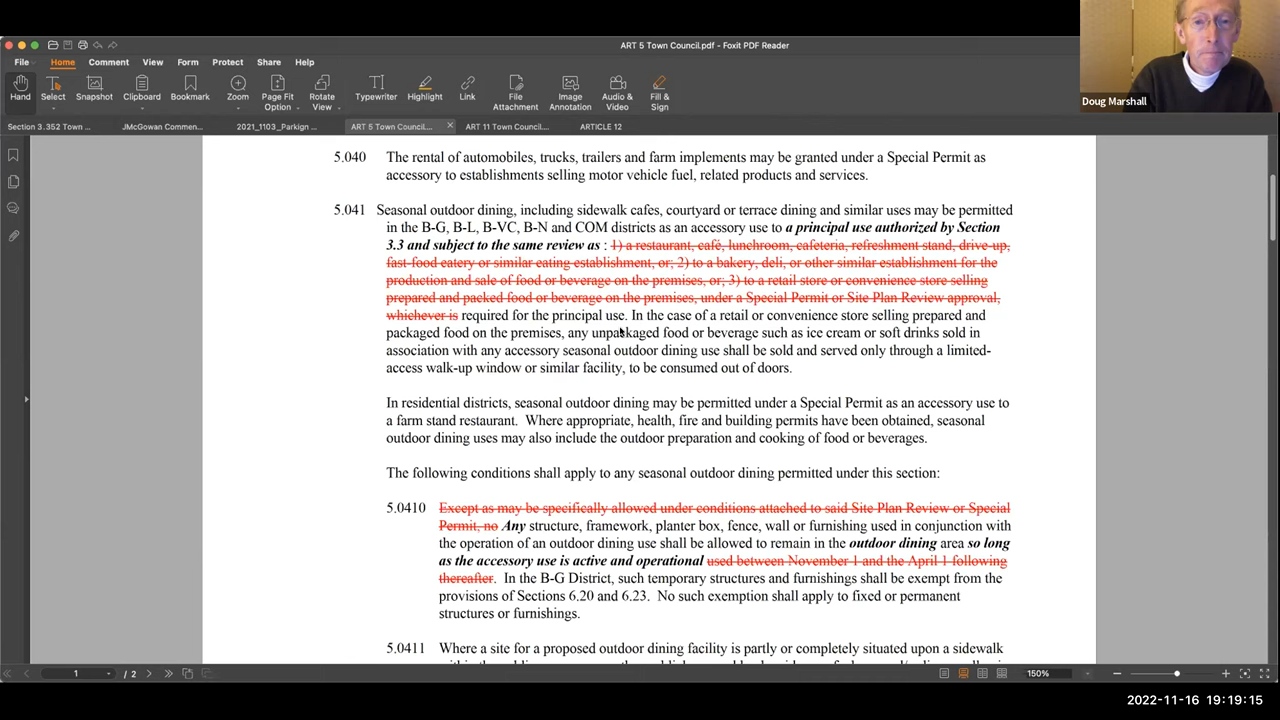 ART 5 Town Council.pdf - Foxit PDF Reader
File Home Comment View Form Protect Share Help
Hand Select Snapshot Clipboard Bookmark Zoom Page Fit Option Rotate View Typewriter Highlight Link File Attachment Image Annotation Audio & Video Fill & Sign
Doug Marshall
Section 3.352 Town ... JMcGowan Commen... 2021_1103_Parkign ... ART 5 Town Council.... ART 11 Town Council.... ARTICLE 12
5.040 The rental of automobiles, trucks, trailers and farm implements may be granted under a Special Permit as
accessory to establishments selling motor vehicle fuel, related products and services.
5.041 Seasonal outdoor dining, including sidewalk cafes, courtyard or terrace dining and similar uses may be permitted
in the B-G, B-L, B-VC, B-N and COM districts as an accessory use to a principal use authorized by Section
3.3 and subject to the same review as : 1) a restaurant, café, lunchroom, cafeteria, refreshment stand, drive-up,
fast-food eatery or similar eating establishment, or; 2) to a bakery, deli, or other similar establishment for the
production and sale of food or beverage on the premises, or; 3) to a retail store or convenience store selling
prepared and packed food or beverage on the premises, under a Special Permit or Site Plan Review approval,
whichever is required for the principal use. In the case of a retail or convenience store selling prepared and
packaged food on the premises, any unpackaged food or beverage such as ice cream or soft drinks sold in
association with any accessory seasonal outdoor dining use shall be sold and served only through a limited-
access walk-up window or similar facility, to be consumed out of doors.
In residential districts, seasonal outdoor dining may be permitted under a Special Permit as an accessory use to
a farm stand restaurant. Where appropriate, health, fire and building permits have been obtained, seasonal
outdoor dining uses may also include the outdoor preparation and cooking of food or beverages.
The following conditions shall apply to any seasonal outdoor dining permitted under this section:
5.0410 Except as may be specifically allowed under conditions attached to said Site Plan Review or Special
Permit, no Any structure, framework, planter box, fence, wall or furnishing used in conjunction with
the operation of an outdoor dining use shall be allowed to remain in the outdoor dining area so long
as the accessory use is active and operational used between November 1 and the April 1 following
thereafter. In the B-G District, such temporary structures and furnishings shall be exempt from the
provisions of Sections 6.20 and 6.23. No such exemption shall apply to fixed or permanent
structures or furnishings.
5.0411 Where a site for a proposed outdoor dining facility is partly or completely situated upon a sidewalk
1 / 2 150%
2022-11-16 19:19:15